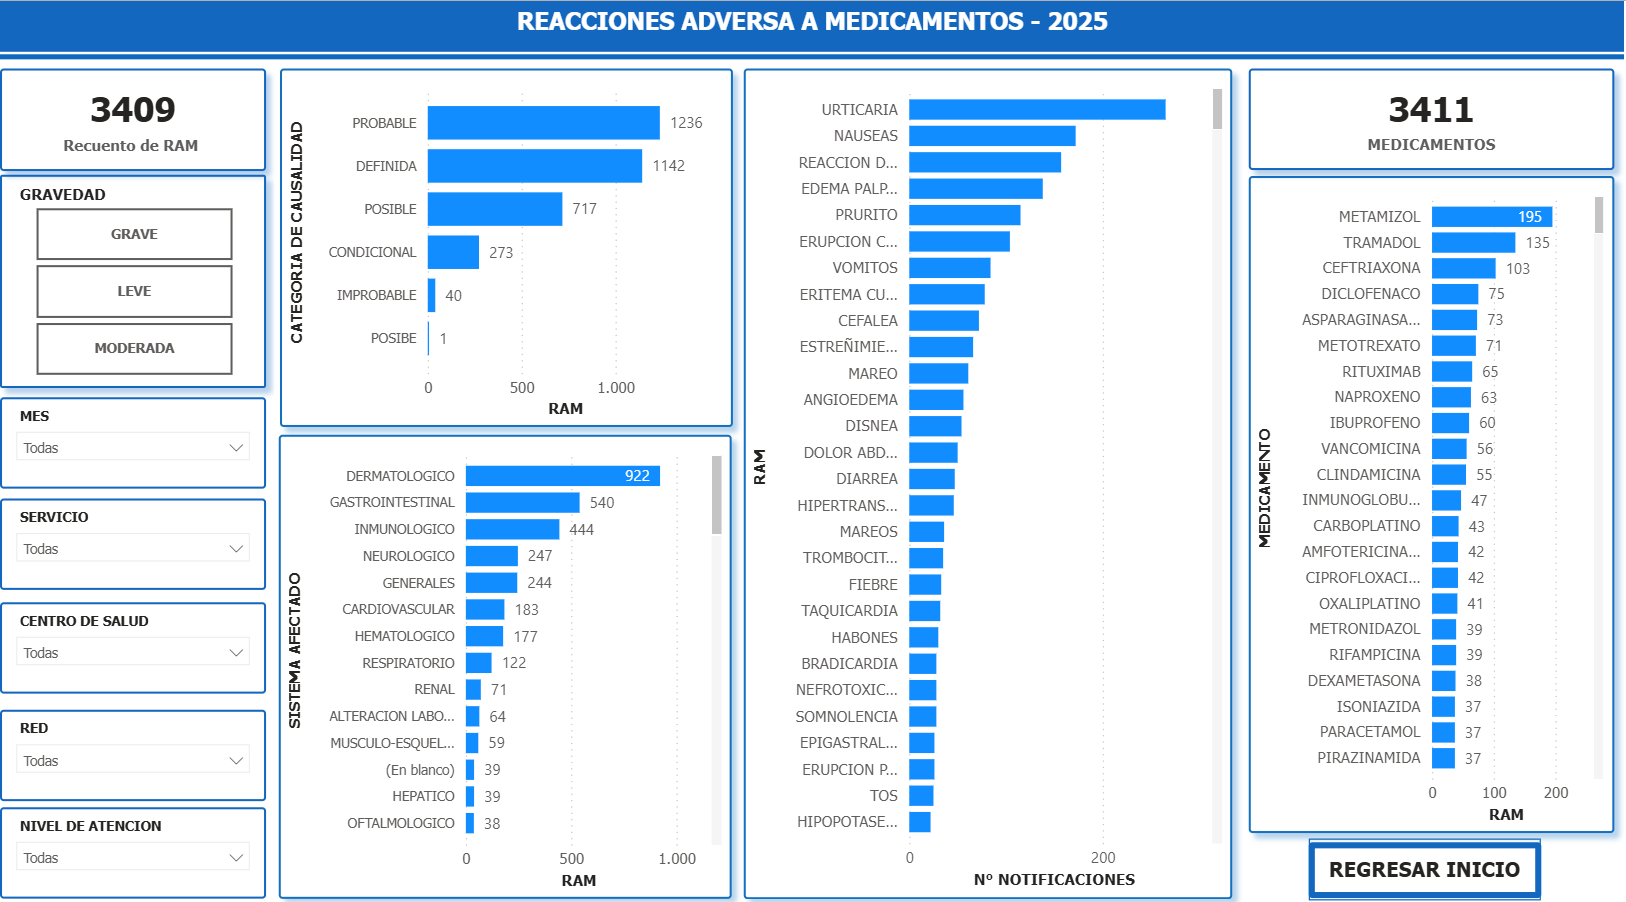 REACCIONES ADVERSA A MEDICAMENTOS - 2025
3409
Recuento de RAM
GRAVEDAD
GRAVE
LEVE
MODERADA
MES
Todas
SERVICIO
Todas
CENTRO DE SALUD
Todas
RED
Todas
NIVEL DE ATENCION
Todas
CATEGORIA DE CAUSALIDAD
PROBABLE 1236
DEFINIDA 1142
POSIBLE 717
CONDICIONAL 273
IMPROBABLE 40
POSIBE 1
0 500 1.000
RAM
SISTEMA AFECTADO
DERMATOLOGICO 922
GASTROINTESTINAL 540
INMUNOLOGICO 444
NEUROLOGICO 247
GENERALES 244
CARDIOVASCULAR 183
HEMATOLOGICO 177
RESPIRATORIO 122
RENAL 71
ALTERACION LABO... 64
MUSCULO-ESQUEL... 59
(En blanco) 39
HEPATICO 39
OFTALMOLOGICO 38
0 500 1.000
RAM
RAM
URTICARIA
NAUSEAS
REACCION D...
EDEMA PALP...
PRURITO
ERUPCION C...
VOMITOS
ERITEMA CU...
CEFALEA
ESTREÑIMIE...
MAREO
ANGIOEDEMA
DISNEA
DOLOR ABD...
DIARREA
HIPERTRANS...
MAREOS
TROMBOCIT...
FIEBRE
TAQUICARDIA
HABONES
BRADICARDIA
NEFROTOXIC...
SOMNOLENCIA
EPIGASTRAL...
ERUPCION P...
TOS
HIPOPOTASE...
0 200
Nº NOTIFICACIONES
3411
MEDICAMENTOS
MEDICAMENTO
METAMIZOL 195
TRAMADOL 135
CEFTRIAXONA 103
DICLOFENACO 75
ASPARAGINASA... 73
METOTREXATO 71
RITUXIMAB 65
NAPROXENO 63
IBUPROFENO 60
VANCOMICINA 56
CLINDAMICINA 55
INMUNOGLOBU... 47
CARBOPLATINO 43
AMFOTERICINA... 42
CIPROFLOXACI... 42
OXALIPLATINO 41
METRONIDAZOL 39
RIFAMPICINA 39
DEXAMETASONA 38
ISONIAZIDA 37
PARACETAMOL 37
PIRAZINAMIDA 37
0 100 200
RAM
REGRESAR INICIO